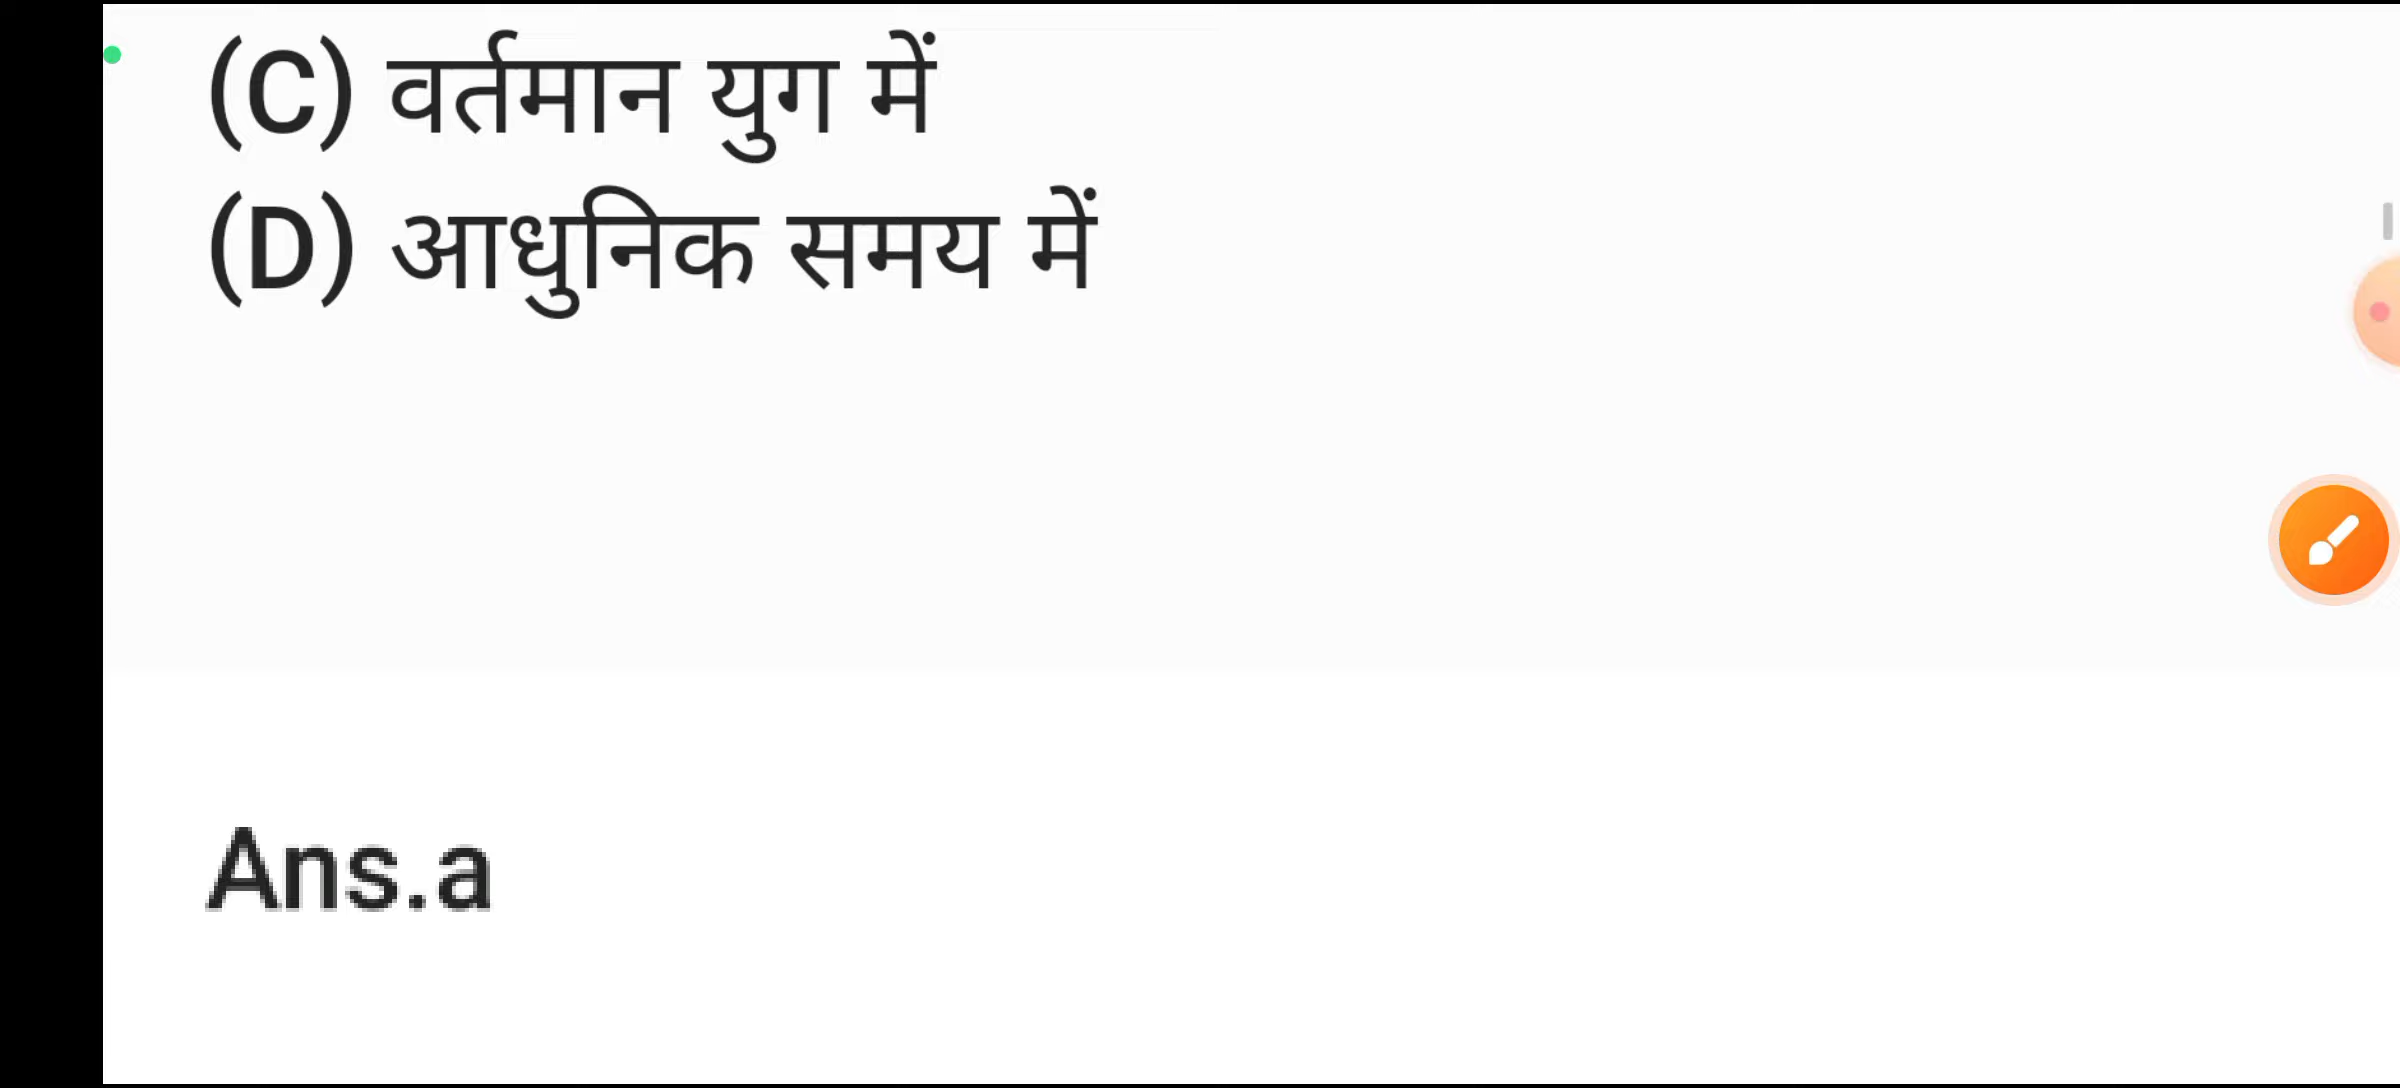 (C) वर्तमान युग में
(D) आधुनिक समय में
Ans.a